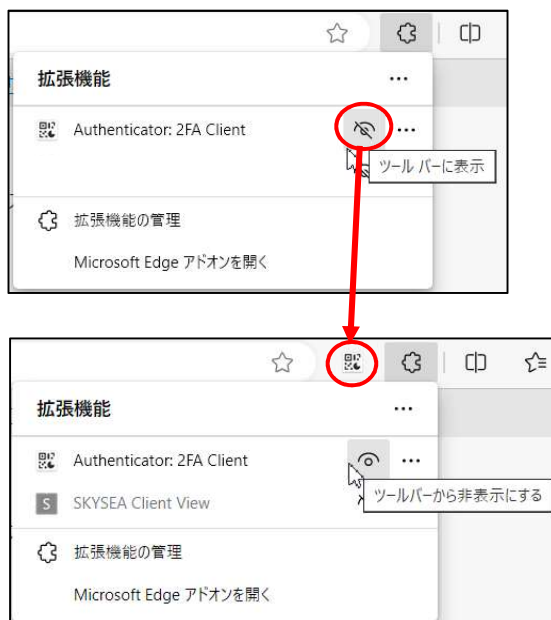 拡張機能
Authenticator: 2FA Client
ツール バーに表示
拡張機能の管理
Microsoft Edge アドオンを開く
拡張機能
Authenticator: 2FA Client
S SKYSEA Client View
ツールバーから非表示にする
拡張機能の管理
Microsoft Edge アドオンを開く